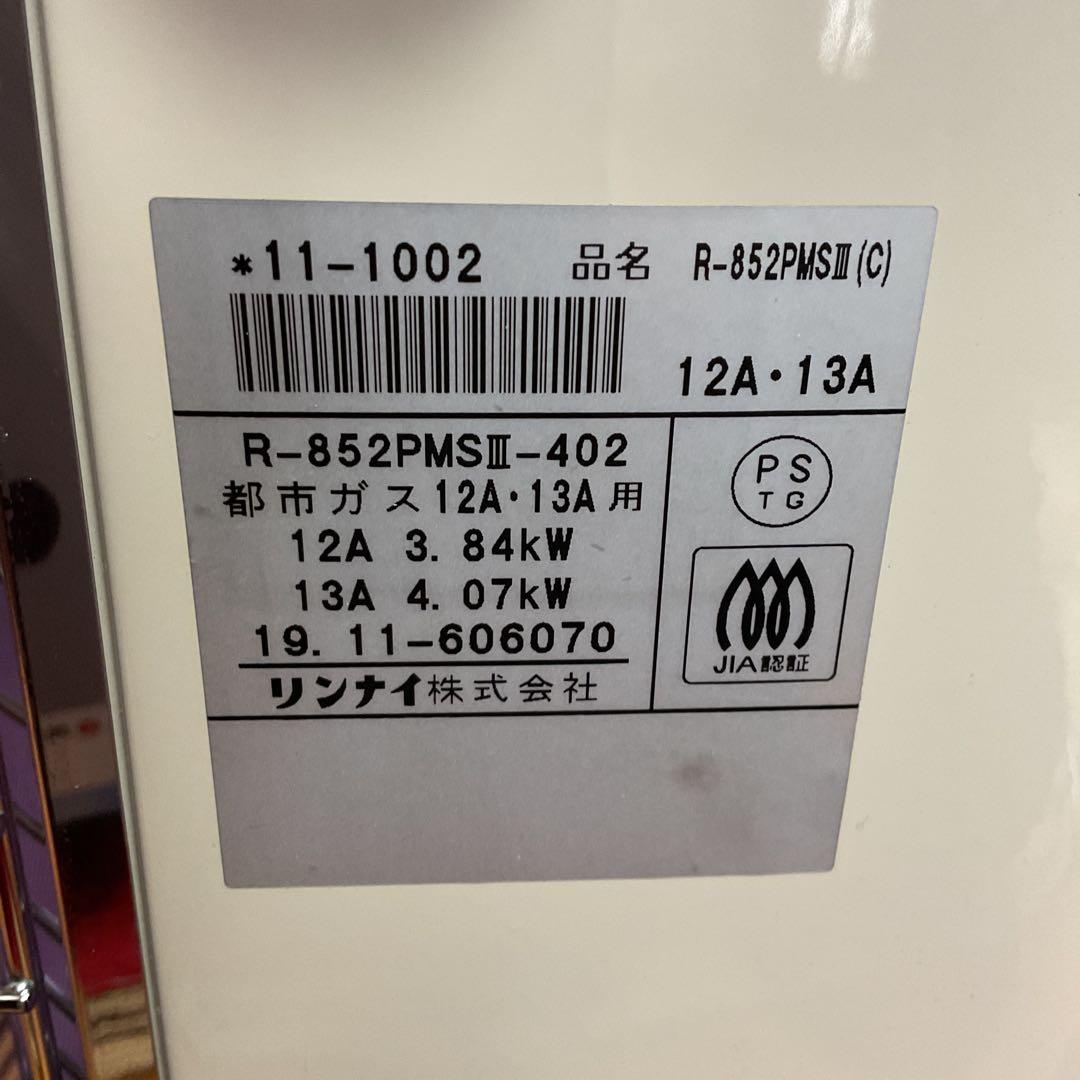 *11-1002 品名 R-852PMSⅢ(C)
12A・13A
R-852PMSⅢ-402
都市ガス12A・13A用
12A 3.84kW
13A 4.07kW
19.11-606070
リンナイ株式会社
PS
TG
JIA認証